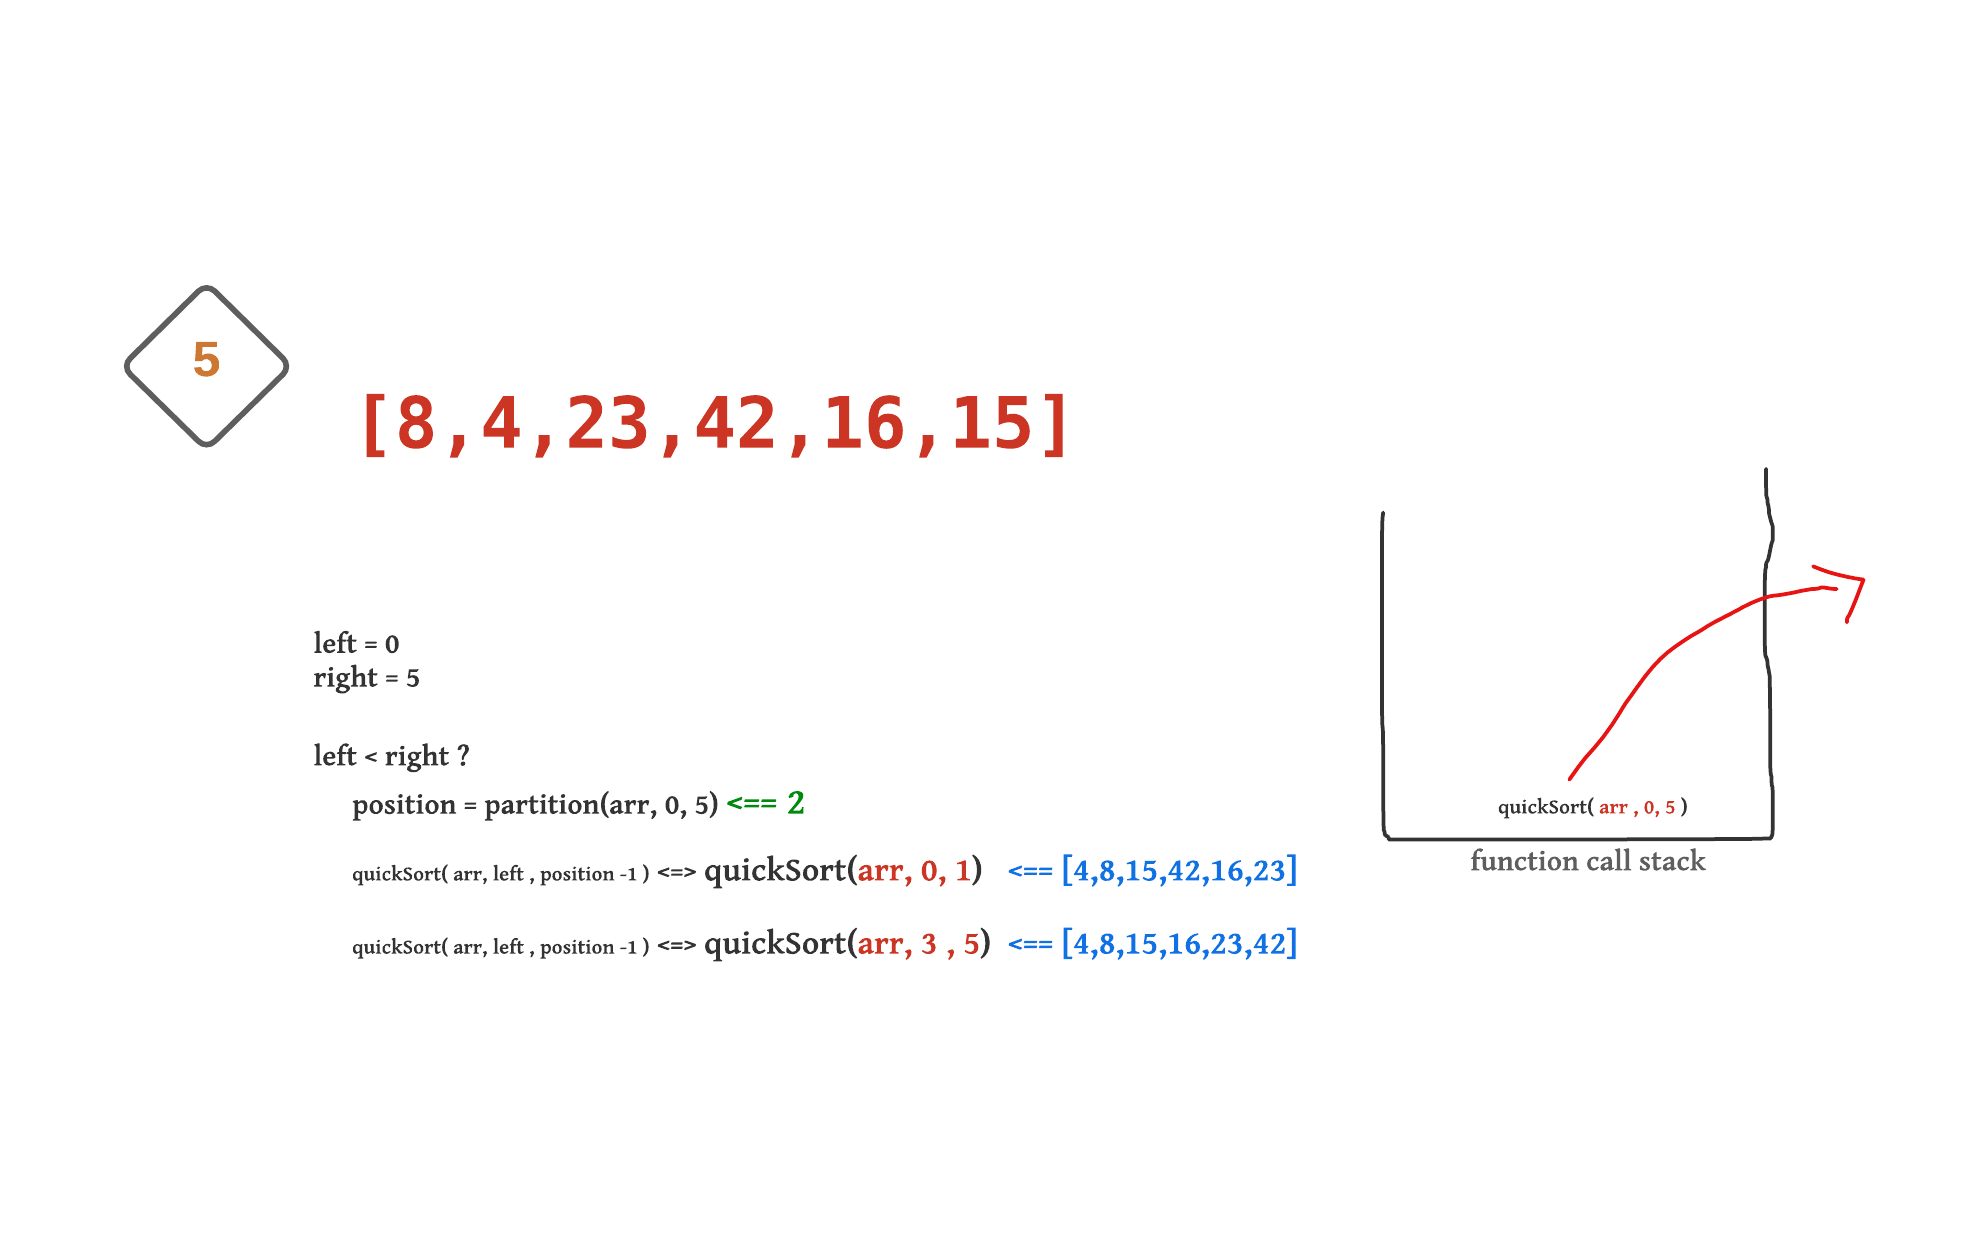 5
[8,4,23,42,16,15]
left = 0
right = 5
left < right ?
position = partition(arr, 0, 5) <== 2
quickSort( arr, left , position -1 ) <=> quickSort(arr, 0, 1) <== [4,8,15,42,16,23]
quickSort( arr, left , position -1 ) <=> quickSort(arr, 3 , 5) <== [4,8,15,16,23,42]
quickSort( arr , 0, 5 )
function call stack